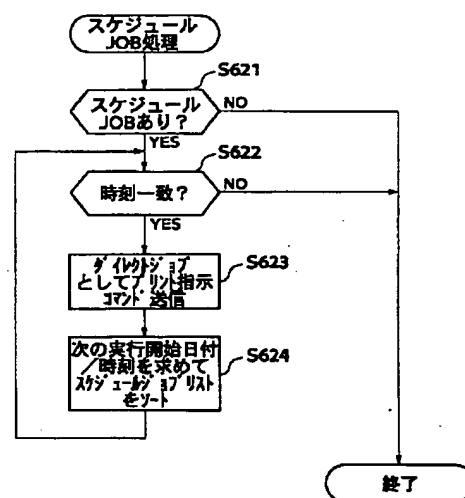 スケジュール
JOB処理
S621
スケジュール
JOBあり？
NO
YES
S622
時刻一致？
NO
YES
ダイレクトジョブ
としてプリント指示
コマンド送信
S623
次の実行開始日付
／時刻を求めて
スケジュールジョブリスト
をソート
S624
終了